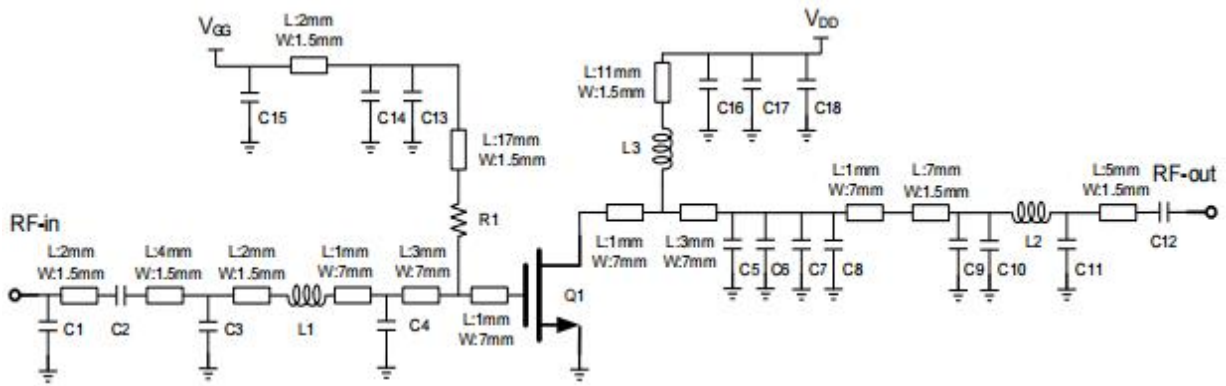 VGG
L:2mm
W:1.5mm
C15
C14
C13
L:17mm
W:1.5mm
R1
VDD
L:11mm
W:1.5mm
C16
C17
C18
L3
RF-in
L:2mm
W:1.5mm
L:4mm
W:1.5mm
L:2mm
W:1.5mm
L:1mm
W:7mm
L:3mm
W:7mm
C1
C2
C3
L1
C4
L:1mm
W:7mm
Q1
L:1mm
W:7mm
L:3mm
W:7mm
C5
C6
C7
C8
L:1mm
W:7mm
L:7mm
W:1.5mm
C9
C10
L2
C11
L:5mm
W:1.5mm
C12
RF-out